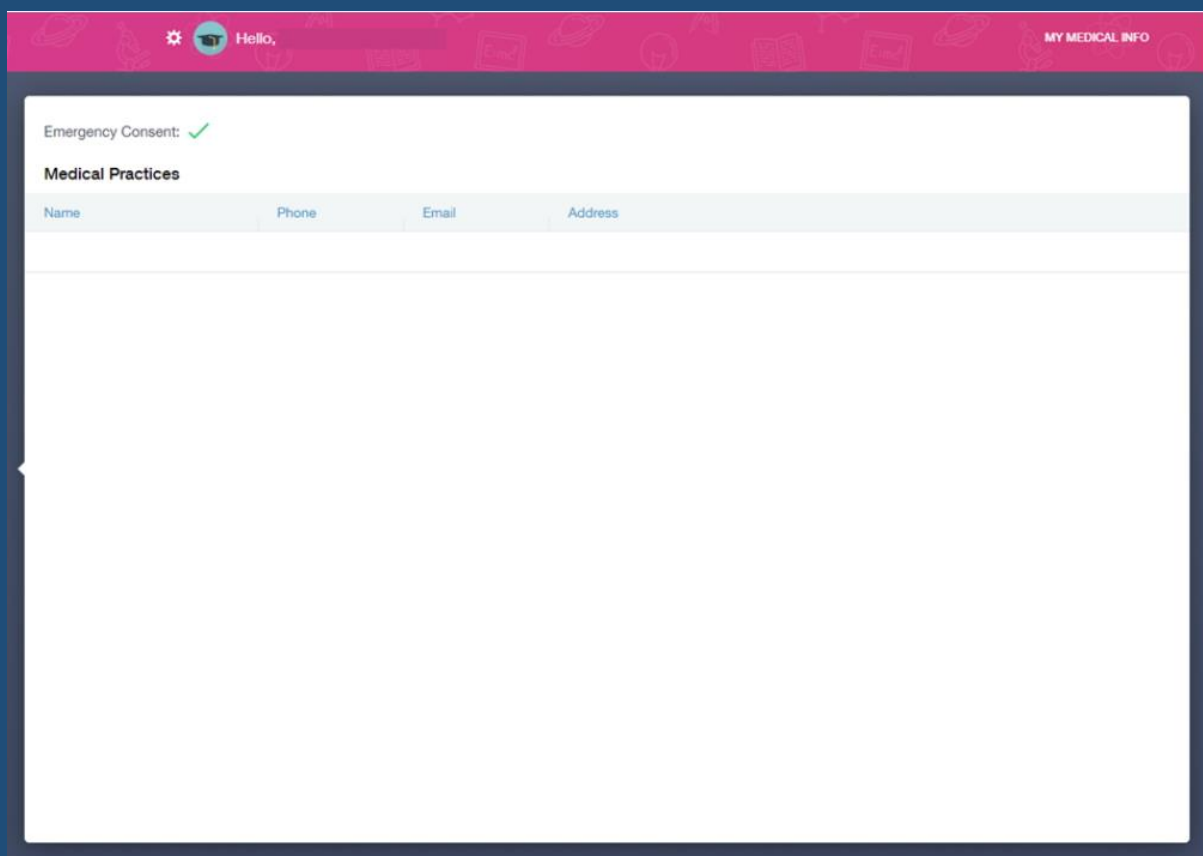 Hello,
MY MEDICAL INFO
Emergency Consent:
Medical Practices
Name Phone Email Address